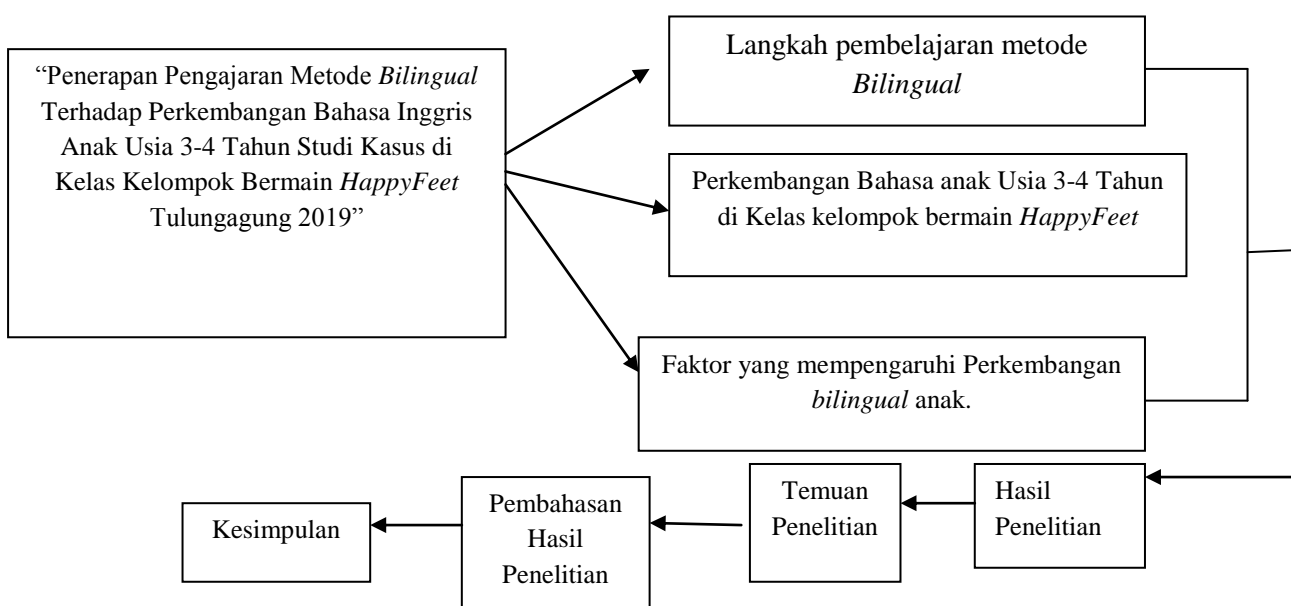 “Penerapan Pengajaran Metode Bilingual
Terhadap Perkembangan Bahasa Inggris
Anak Usia 3-4 Tahun Studi Kasus di
Kelas Kelompok Bermain HappyFeet
Tulungagung 2019”
Langkah pembelajaran metode
Bilingual
Perkembangan Bahasa anak Usia 3-4 Tahun
di Kelas kelompok bermain HappyFeet
Faktor yang mempengaruhi Perkembangan
bilingual anak.
Hasil
Penelitian
Temuan
Penelitian
Pembahasan
Hasil
Penelitian
Kesimpulan